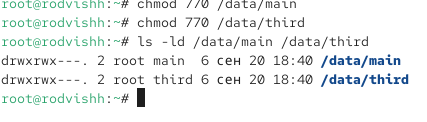 root@rodvishh:~# chmod 770 /data/main
root@rodvishh:~# chmod 770 /data/third
root@rodvishh:~# ls -ld /data/main /data/third
drwxrwx---. 2 root main  6 сен 20 18:40 /data/main
drwxrwx---. 2 root third 6 сен 20 18:40 /data/third
root@rodvishh:~#